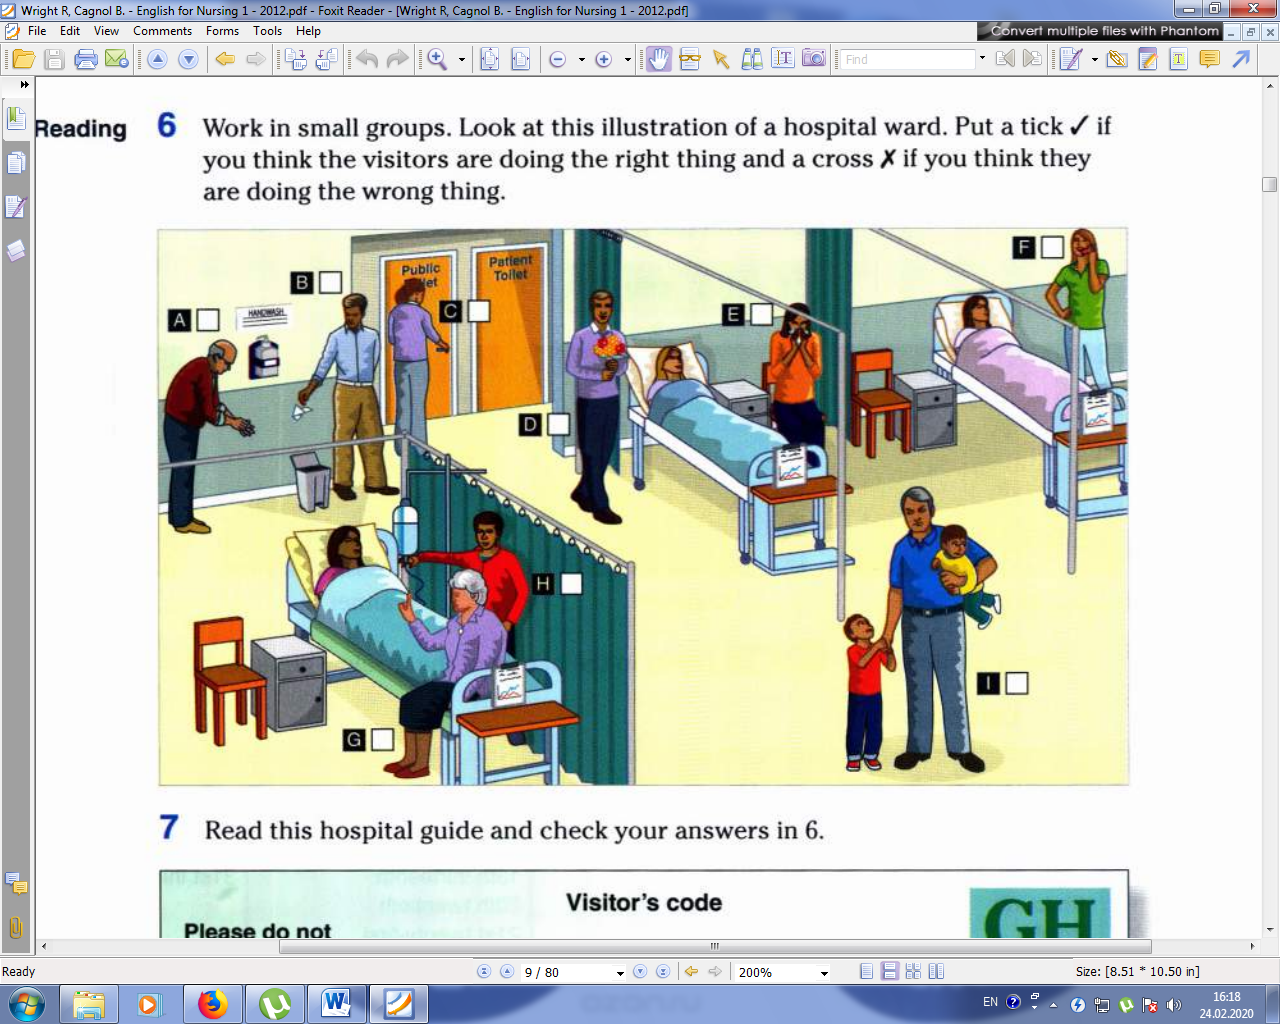 Wright R, Cagnol B. - English for Nursing 1 - 2012.pdf - Foxit Reader - [Wright R, Cagnol B. - English for Nursing 1 - 2012.pdf]
File Edit View Comments Forms Tools Help
Convert multiple files with Phantom
Find
Reading 6 Work in small groups. Look at this illustration of a hospital ward. Put a tick ✓ if
you think the visitors are doing the right thing and a cross ✗ if you think they
are doing the wrong thing.
F
Public
Patient
Toilet
B
C
A
HANDWASH
E
D
H
I
G
7 Read this hospital guide and check your answers in 6.
Visitor's code
Please do not
GH
Ready
9 / 80
200%
Size: [8.51 * 10.50 in]
EN
16:18
24.02.2020